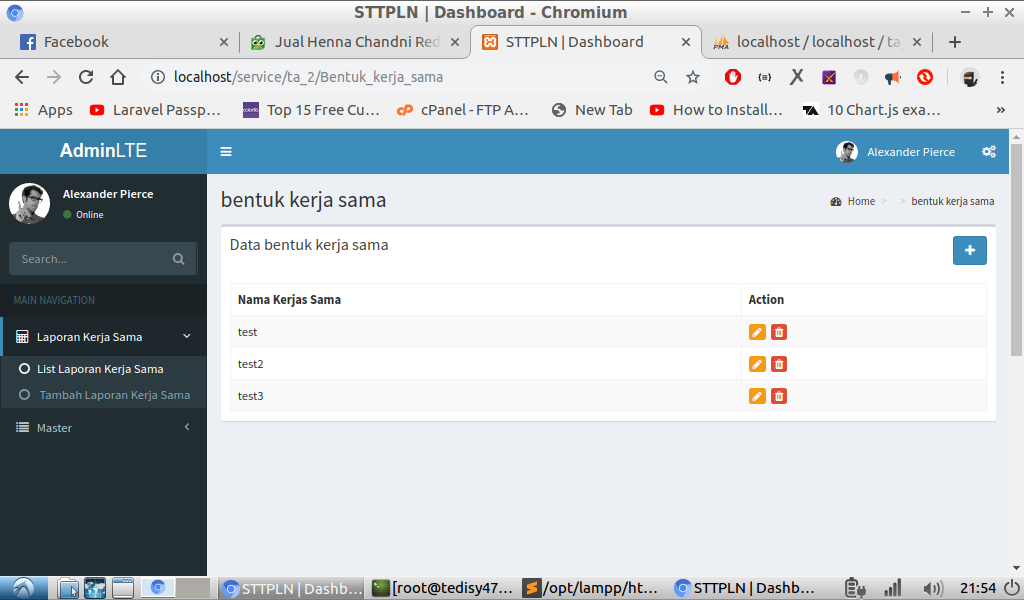 STTPLN | Dashboard - Chromium
Facebook
Jual Henna Chandni Red
STTPLN | Dashboard
PMA localhost / localhost / ta_
localhost/service/ta_2/Bentuk_kerja_sama
Apps
Laravel Passp...
colorlib Top 15 Free Cu...
cPanel - FTP A...
New Tab
How to Install...
10 Chart.js exa...
»
AdminLTE
Alexander Pierce
Alexander Pierce
Online
Search...
MAIN NAVIGATION
Laporan Kerja Sama
List Laporan Kerja Sama
Tambah Laporan Kerja Sama
Master
bentuk kerja sama
Home > > bentuk kerja sama
Data bentuk kerja sama
+
Nama Kerjas Sama Action
test
test2
test3
STTPLN | Dashb...
[root@tedisy47...
/opt/lampp/ht...
STTPLN | Dashb...
21:54